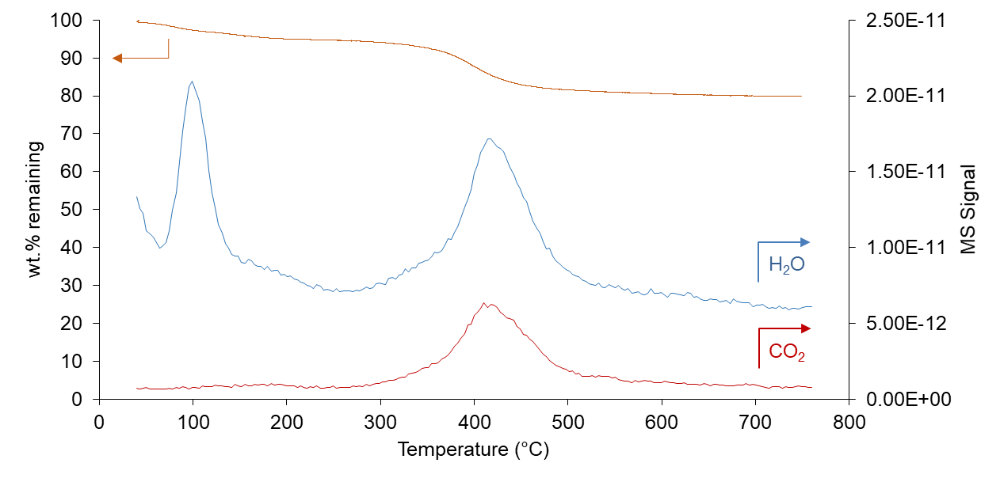 100
90
80
70
60
50
40
30
20
10
0
wt.% remaining
0 100 200 300 400 500 600 700 800
Temperature (°C)
2.50E-11
2.00E-11
1.50E-11
1.00E-11
5.00E-12
0.00E+00
MS Signal
H₂O
CO₂